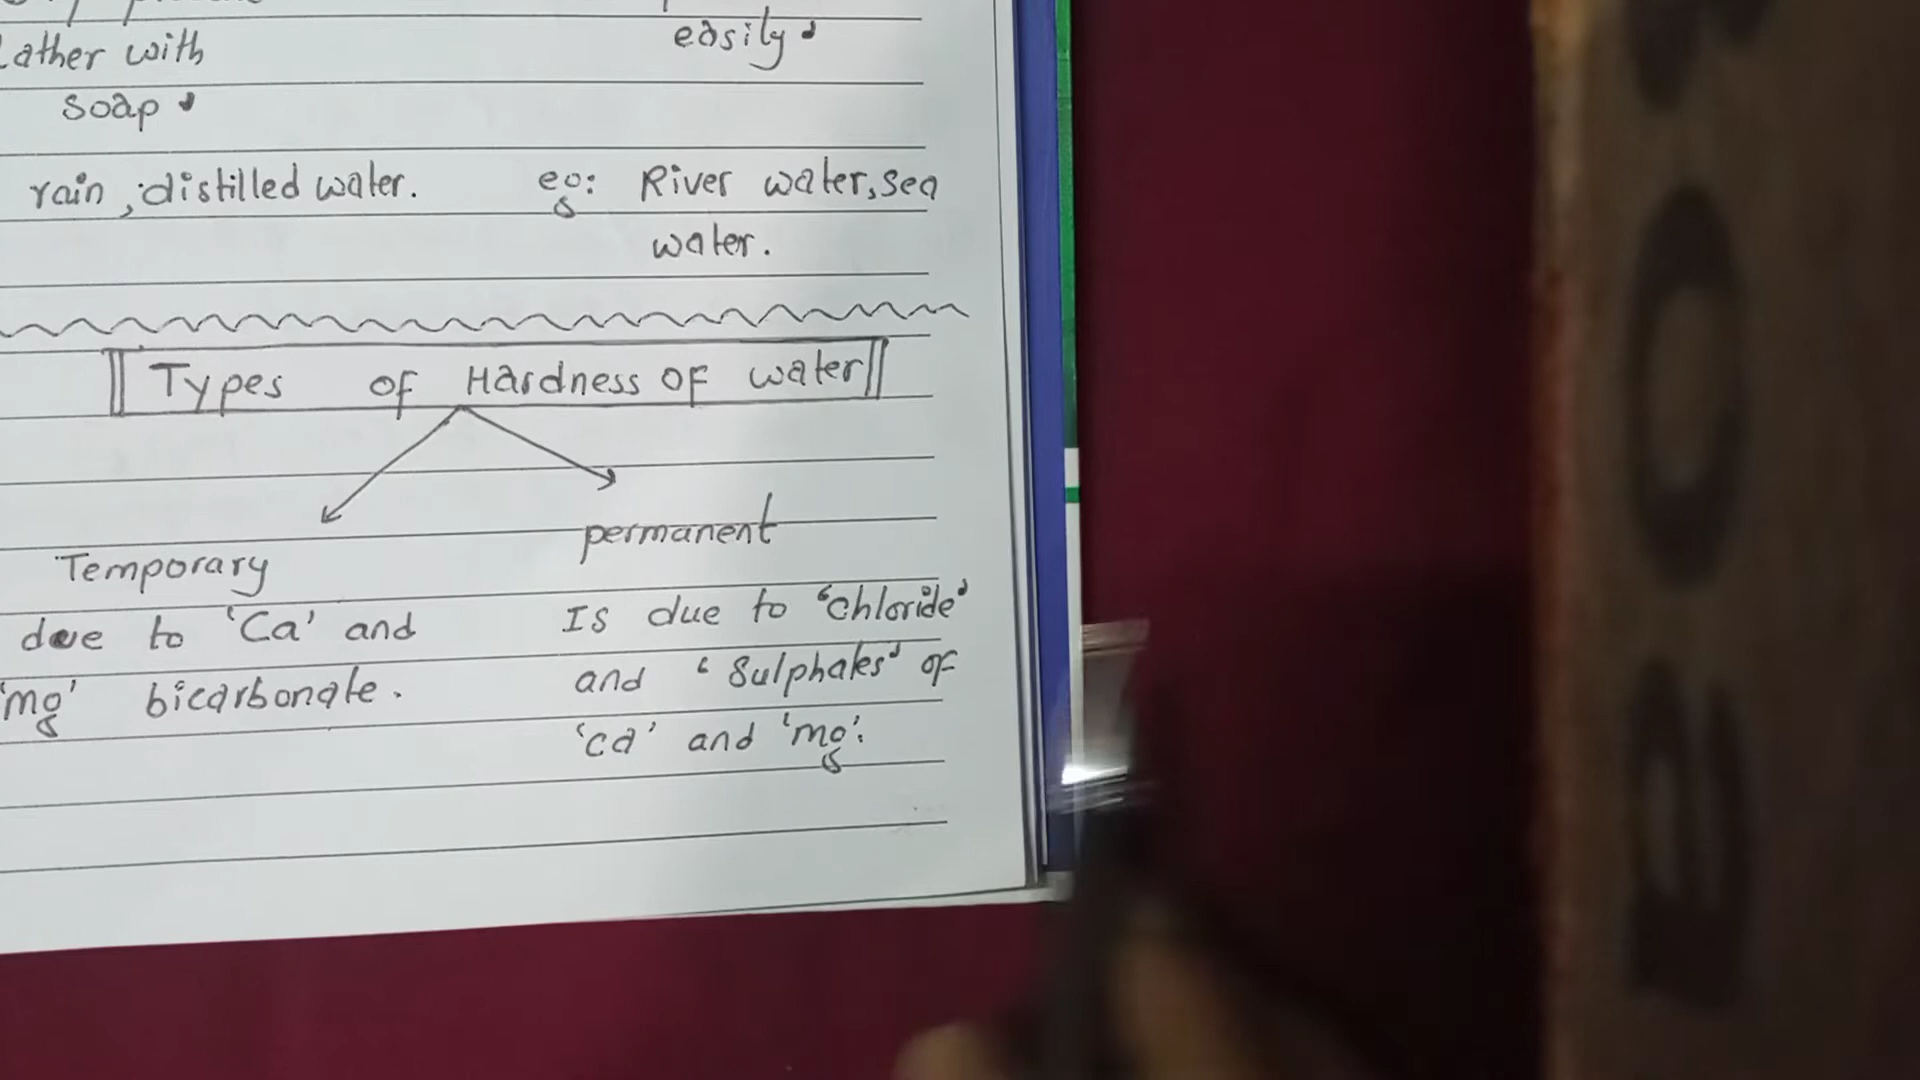 Lather with
easily.
soap.
rain, distilled water.
eg: River water, sea
water.
Types of Hardness OF water
Temporary
permanent
due to 'Ca' and
Is due to 'chloride'
'mg' bicarbonate.
and 'Sulphates' of
'ca' and 'mg'.